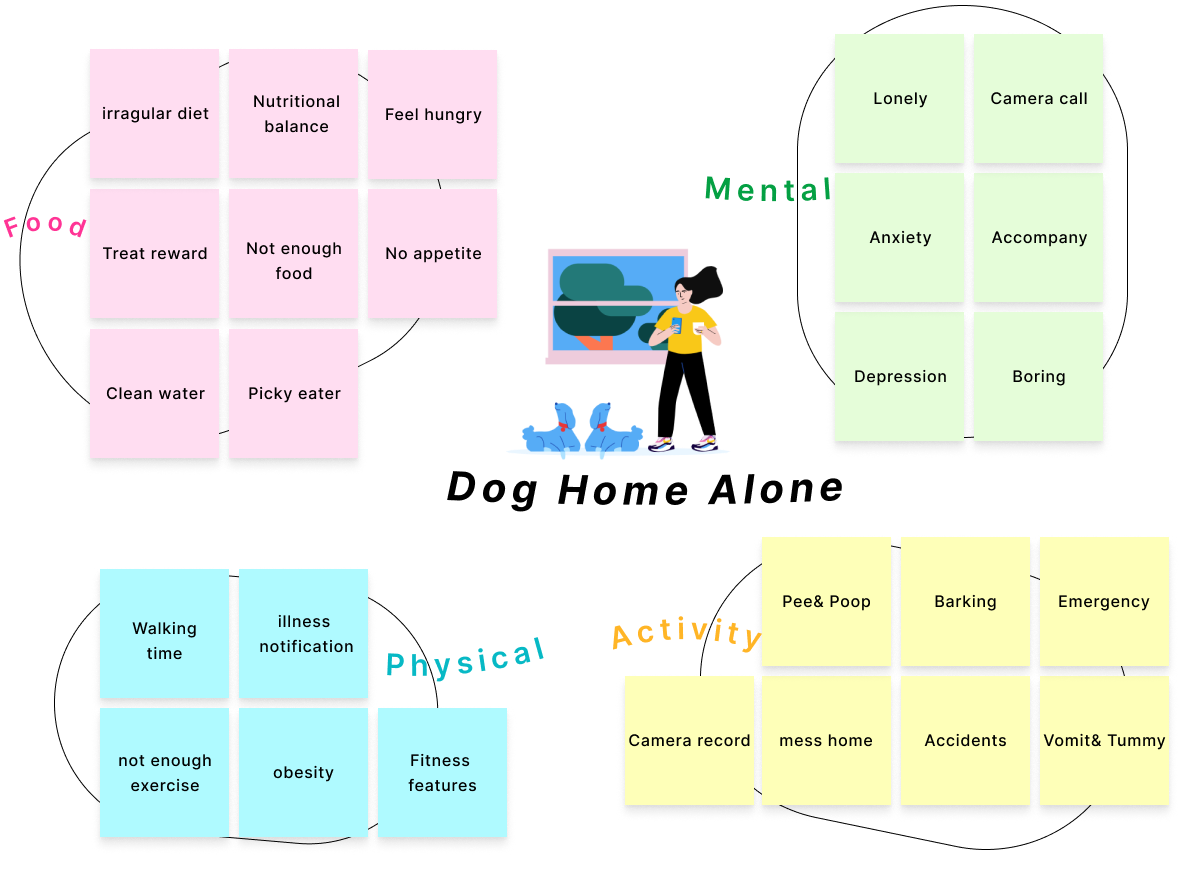 Food
irragular diet
Nutritional
balance
Feel hungry
Treat reward
Not enough
food
No appetite
Clean water
Picky eater
Mental
Lonely
Camera call
Anxiety
Accompany
Depression
Boring
Dog Home Alone
Physical
Walking
time
illness
notification
not enough
exercise
obesity
Fitness
features
Activity
Pee& Poop
Barking
Emergency
Camera record
mess home
Accidents
Vomit& Tummy